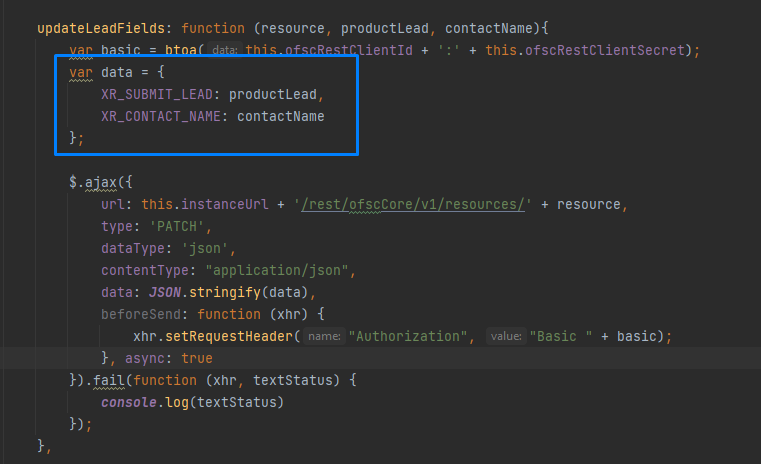 updateLeadFields: function (resource, productLead, contactName){
var basic = btoa( data: this.ofscRestClientId + ':' + this.ofscRestClientSecret);
var data = {
XR_SUBMIT_LEAD: productLead,
XR_CONTACT_NAME: contactName
};
$.ajax({
url: this.instanceUrl + '/rest/ofscCore/v1/resources/' + resource,
type: 'PATCH',
dataType: 'json',
contentType: "application/json",
data: JSON.stringify(data),
beforeSend: function (xhr) {
xhr.setRequestHeader( name: "Authorization", value: "Basic " + basic);
}, async: true
}).fail(function (xhr, textStatus) {
console.log(textStatus)
});
},